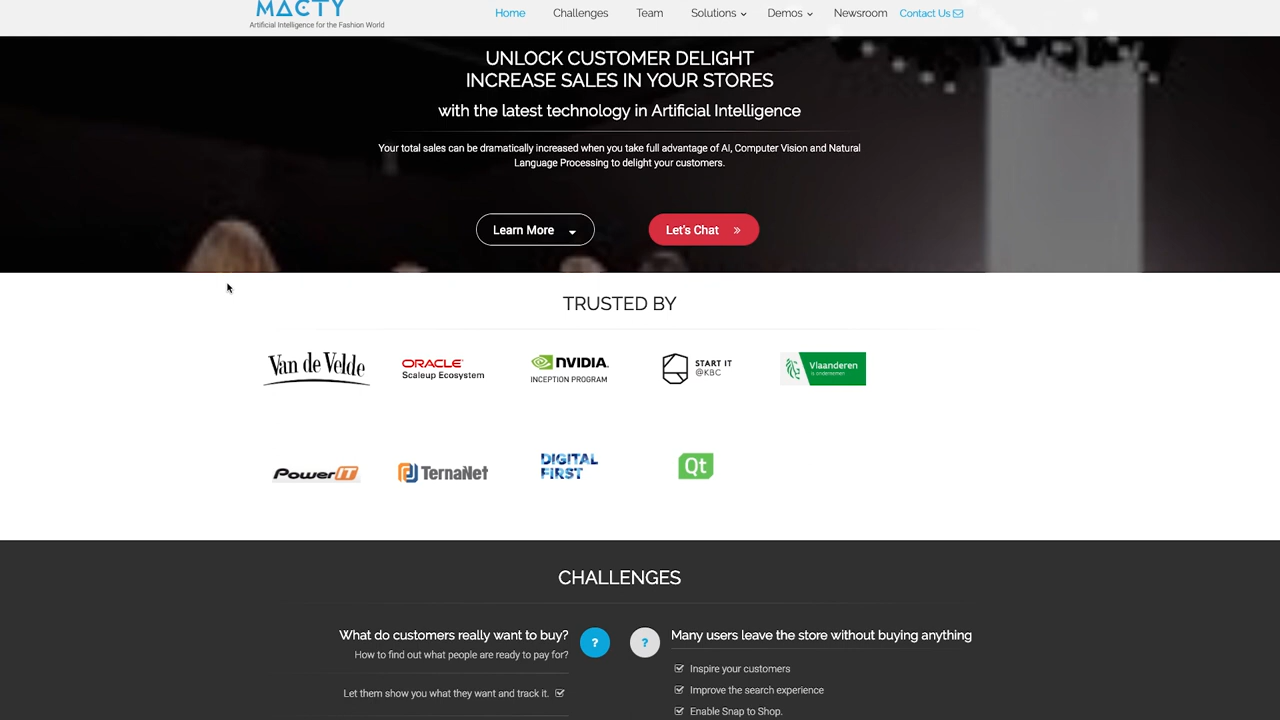 MACTY
Artificial Intelligence for the Fashion World
Home Challenges Team Solutions Demos Newsroom Contact Us
UNLOCK CUSTOMER DELIGHT
INCREASE SALES IN YOUR STORES
with the latest technology in Artificial Intelligence
Your total sales can be dramatically increased when you take full advantage of AI, Computer Vision and Natural
Language Processing to delight your customers.
Learn More
Let's Chat
TRUSTED BY
Van de Velde
ORACLE
Scaleup Ecosystem
NVIDIA.
INCEPTION PROGRAM
START IT
@KBC
Vlaanderen
is ondernemen
PowerIT
TernaNet
DIGITAL
FIRST
Qt
CHALLENGES
What do customers really want to buy?
How to find out what people are ready to pay for?
Let them show you what they want and track it.
?
?
Many users leave the store without buying anything
Inspire your customers
Improve the search experience
Enable Snap to Shop.